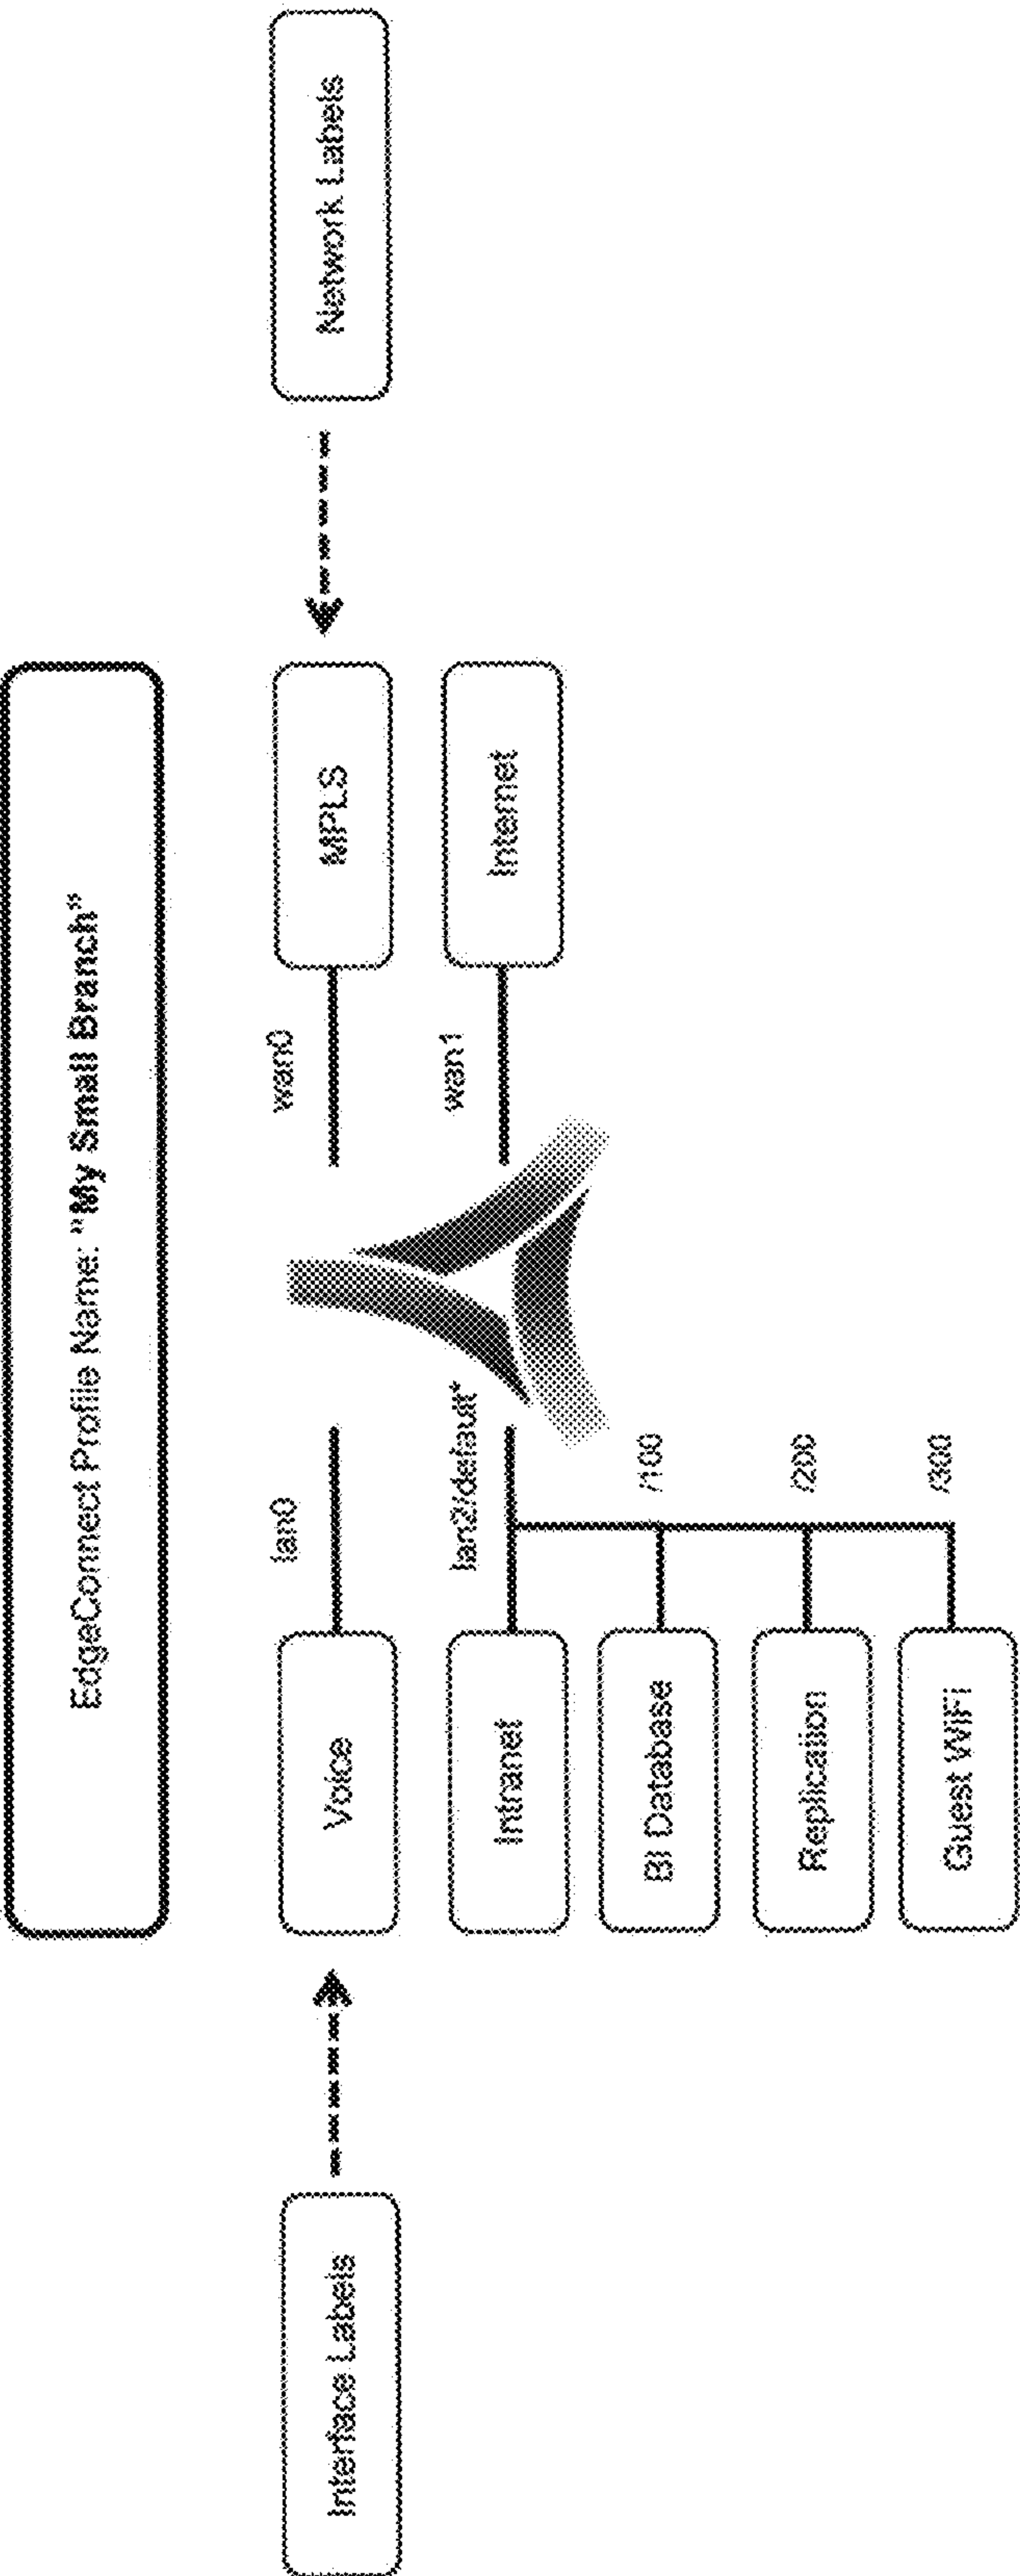 EdgeConnect Profile Name: "My Small Branch"
Interface Labels
Voice
lan0
wan0
MPLS
Network Labels
Intranet
lan2/default*
wan1
Internet
BI Database
/100
Replication
/200
Guest WiFi
/300